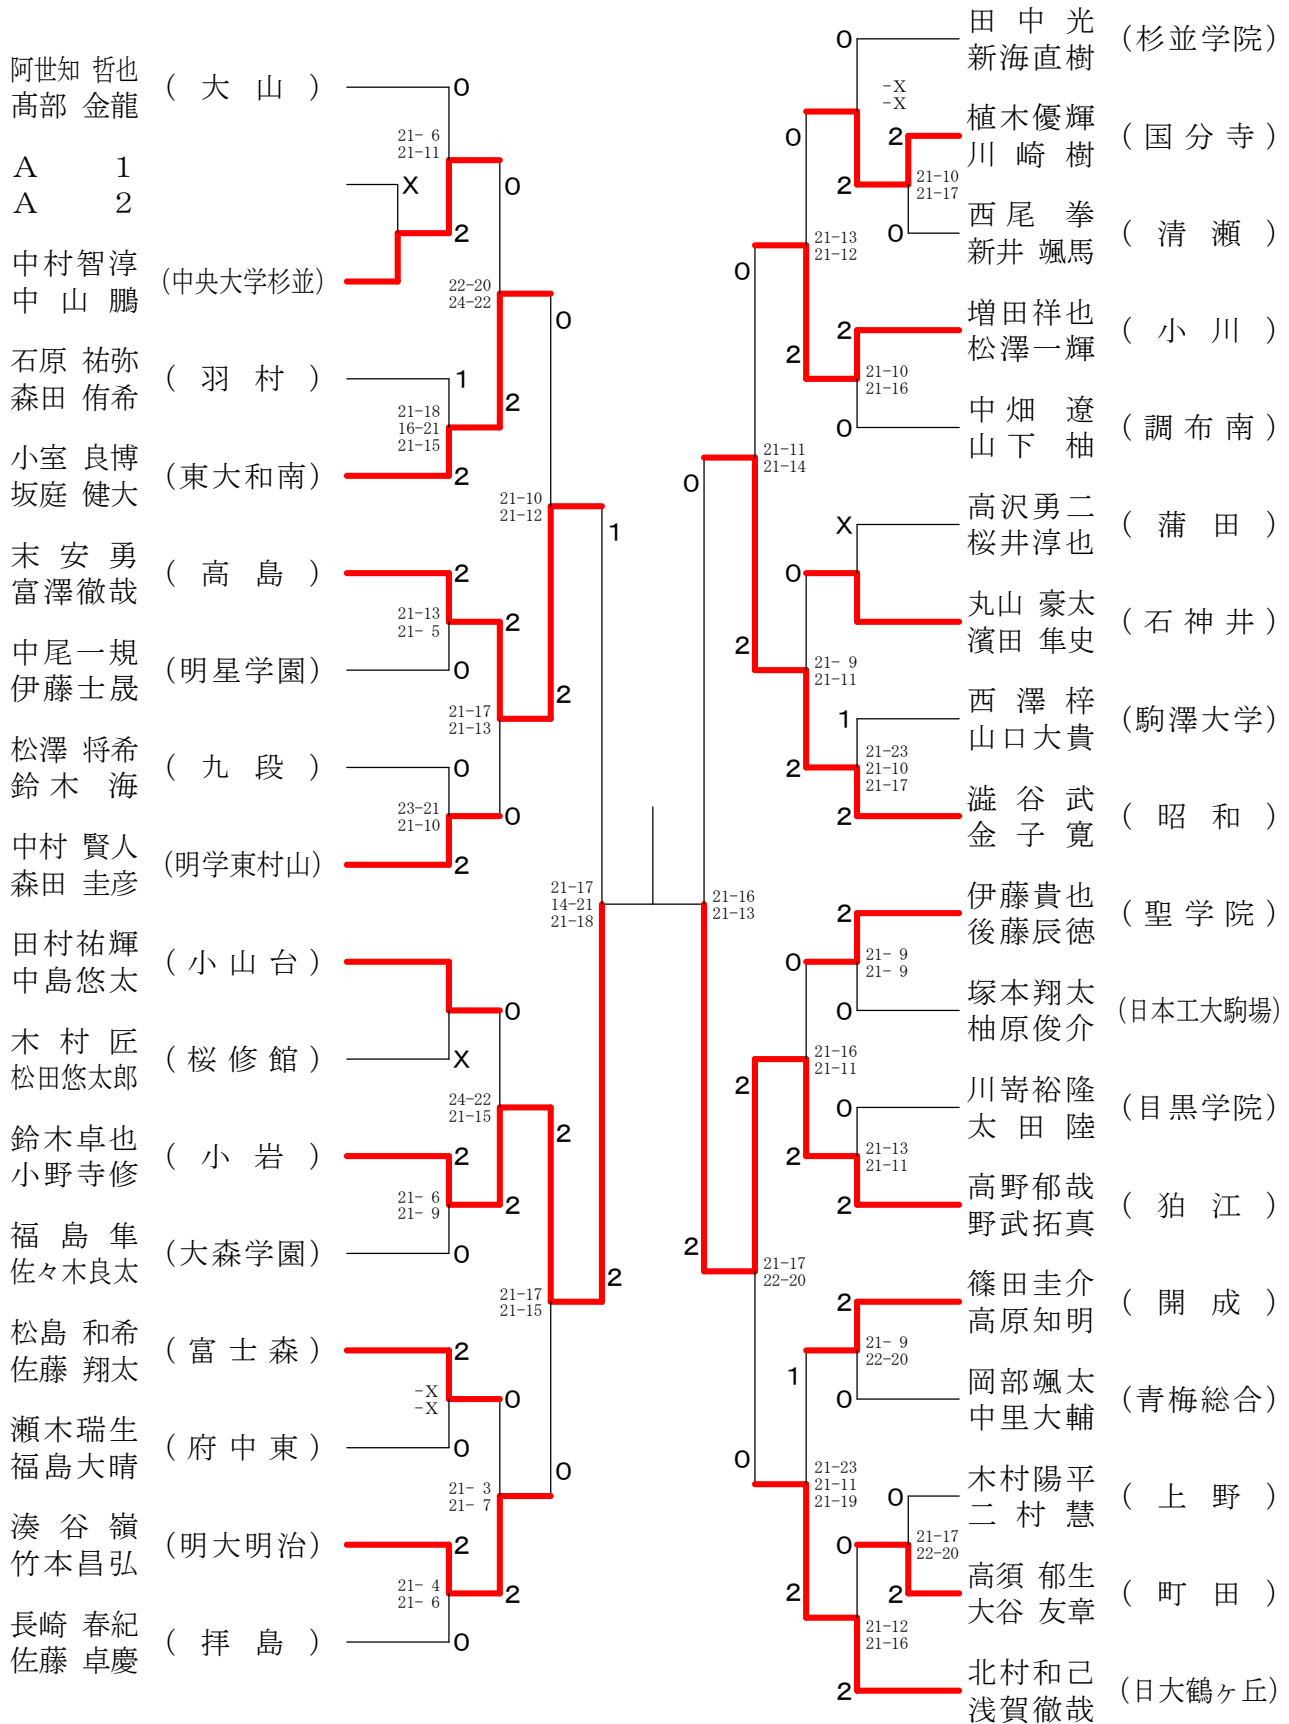 阿世知 哲也
髙部 金龍
( 大 山 )
0
21- 6
21-11
A 1
A 2
X
0
2
中村智淳
中 山 鵬
(中央大学杉並)
22-20
24-22
0
石原 祐弥
森田 侑希
( 羽 村 )
1
21-18
16-21
21-15
2
小室 良博
坂庭 健大
(東大和南)
2
21-10
21-12
1
末 安 勇
富澤徹哉
( 高 島 )
2
21-13
21- 5
2
中尾一規
伊藤士晟
(明星学園)
0
2
21-17
21-13
松澤 将希
鈴木 海
( 九 段 )
0
23-21
21-10
0
中村 賢人
森田 圭彦
(明学東村山)
2
21-17
14-21
21-18
田村祐輝
中島悠太
( 小山台 )
0
木 村 匠
松田悠太郎
( 桜修館 )
X
24-22
21-15
2
鈴木卓也
小野寺修
( 小 岩 )
2
21- 6
21- 9
2
福 島 隼
佐々木良太
(大森学園)
0
2
21-17
21-15
松島 和希
佐藤 翔太
( 富士森 )
2
-X
-X
0
瀬木瑞生
福島大晴
( 府中東 )
0
0
21- 3
21- 7
湊 谷 嶺
竹本昌弘
(明大明治)
2
21- 4
21- 6
2
長崎 春紀
佐藤 卓慶
( 拝 島 )
0
0
田 中 光
新海直樹
(杉並学院)
-X
-X
0
2
植木優輝
川 崎 樹
( 国分寺 )
2
21-10
21-17
0
西尾 拳
新井 颯馬
( 清 瀬 )
21-13
21-12
0
2
増田祥也
松澤一輝
( 小 川 )
2
21-10
21-16
0
中 畑 遼
山 下 柚
( 調布南 )
21-11
21-14
0
X
高沢勇二
桜井淳也
( 蒲 田 )
0
丸山 豪太
濱田 隼史
( 石神井 )
2
21- 9
21-11
1
西 澤 梓
山口大貴
(駒澤大学)
2
21-23
21-10
21-17
2
澁 谷 武
金 子 寛
( 昭 和 )
21-16
21-13
2
伊藤貴也
後藤辰徳
( 聖学院 )
0
21- 9
21- 9
0
塚本翔太
柚原俊介
(日本工大駒場)
21-16
21-11
2
0
川嵜裕隆
太 田 陸
(目黒学院)
2
21-13
21-11
2
高野郁哉
野武拓真
( 狛 江 )
2
21-17
22-20
2
篠田圭介
高原知明
( 開 成 )
1
21- 9
22-20
0
岡部颯太
中里大輔
(青梅総合)
0
21-23
21-11
21-19
0
木村陽平
二 村 慧
( 上 野 )
0
21-17
22-20
2
2
高須 郁生
大谷 友章
( 町 田 )
21-12
21-16
2
北村和己
浅賀徹哉
(日大鶴ヶ丘)